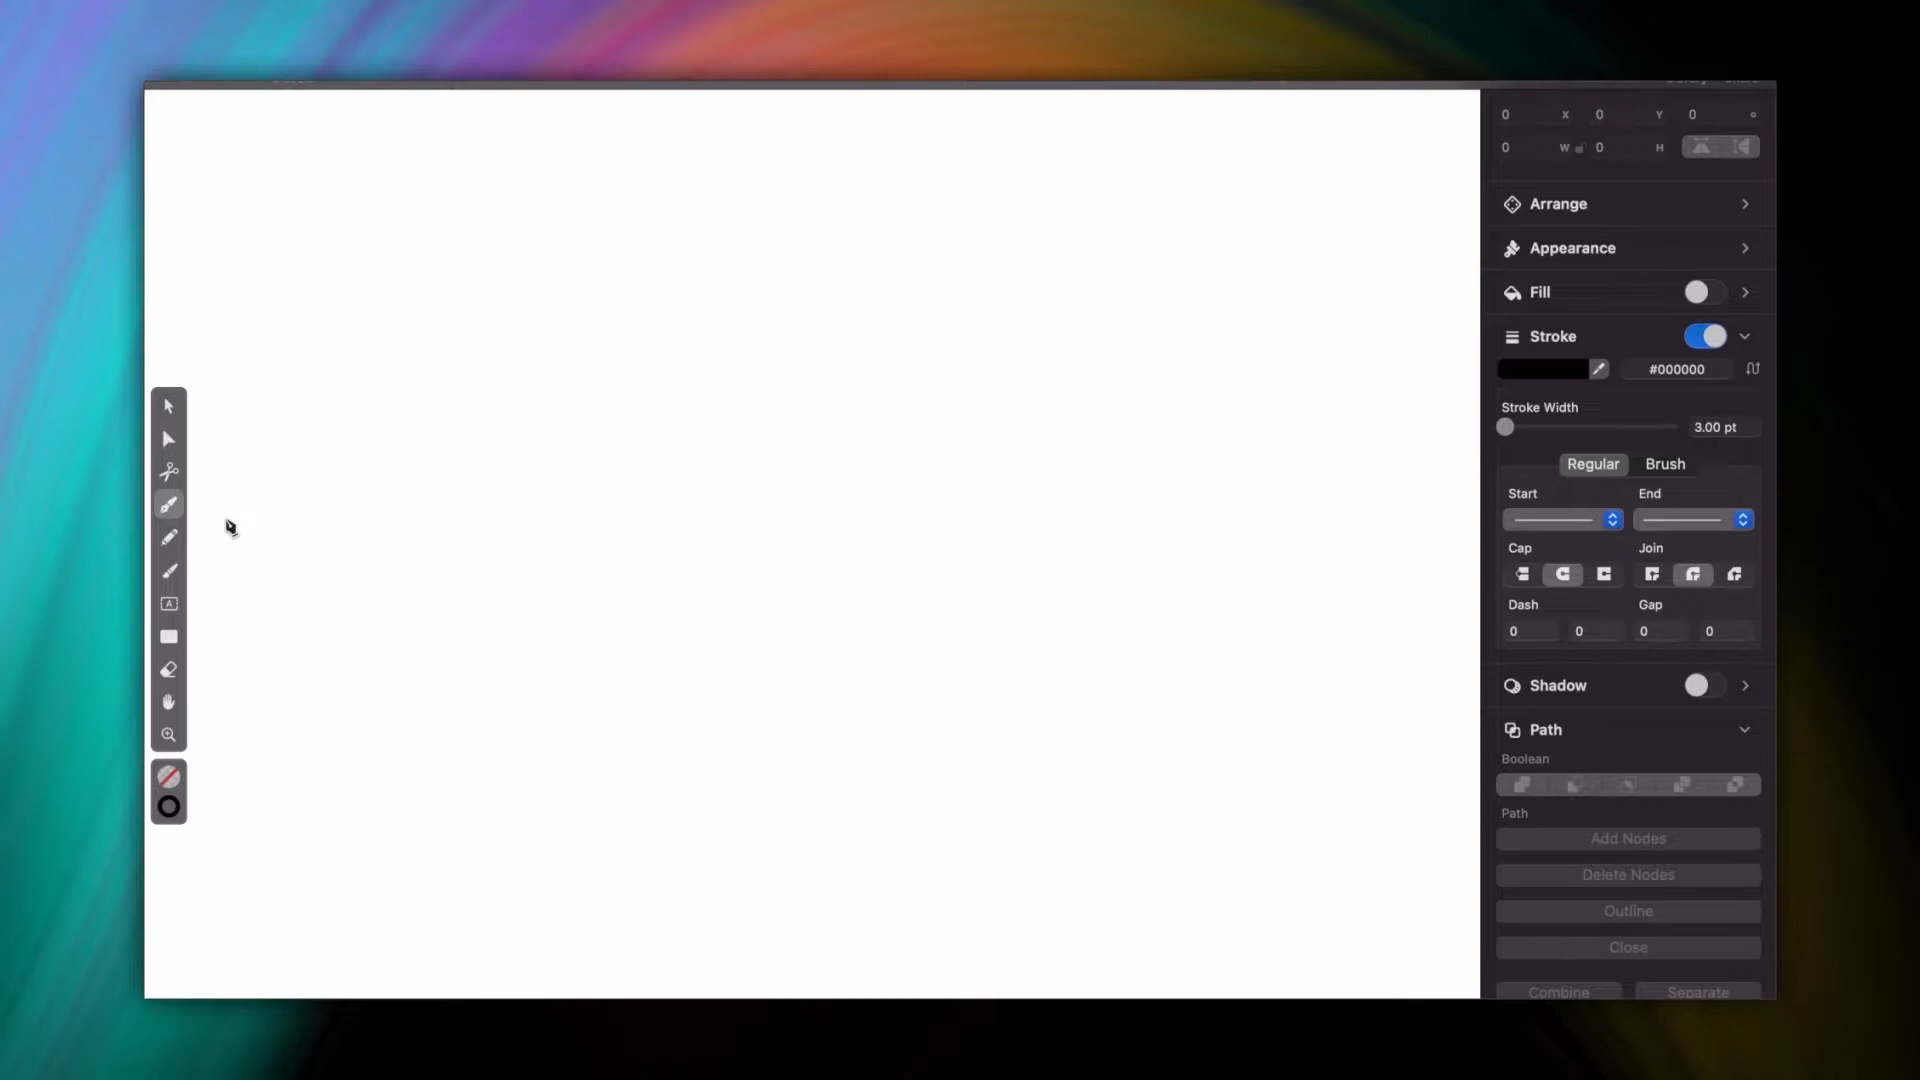 0 X 0 Y 0 °
0 W 0 H
Arrange
Appearance
Fill
Stroke
#000000
Stroke Width
3.00 pt
Regular Brush
Start End
Cap Join
Dash Gap
0 0 0 0
Shadow
Path
Boolean
Path
Add Nodes
Delete Nodes
Outline
Close
Combine Separate
A